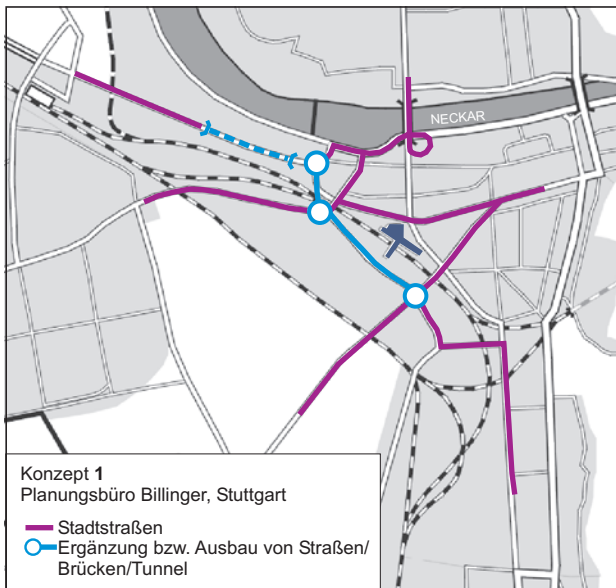 NECKAR
Konzept 1
Planungsbüro Billinger, Stuttgart
Stadtstraßen
Ergänzung bzw. Ausbau von Straßen/
Brücken/Tunnel